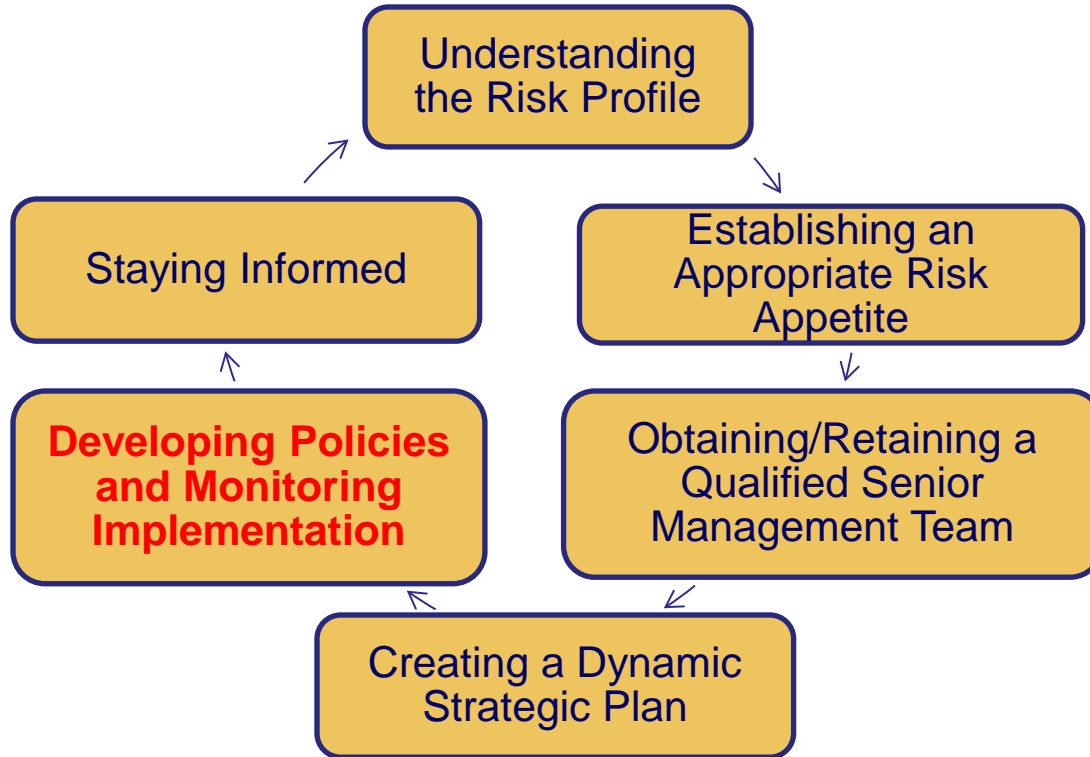 Understanding
the Risk Profile
Establishing an
Appropriate Risk
Appetite
Obtaining/Retaining a
Qualified Senior
Management Team
Creating a Dynamic
Strategic Plan
Developing Policies
and Monitoring
Implementation
Staying Informed